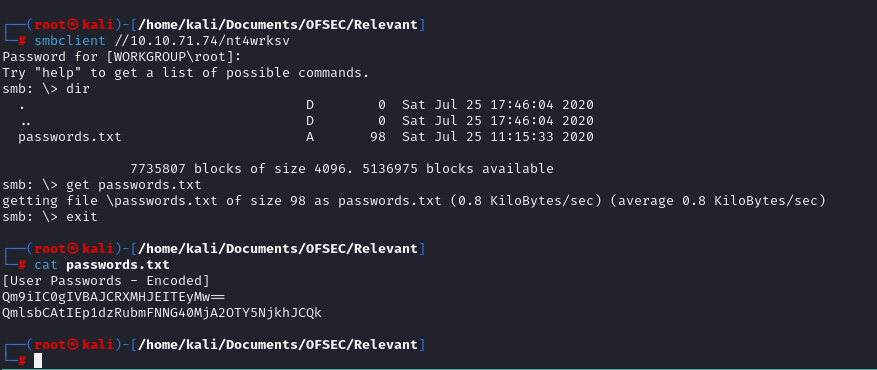 ┌──(root㉿kali)-[/home/kali/Documents/OFSEC/Relevant]
└─# smbclient //10.10.71.74/nt4wrksv
Password for [WORKGROUP\root]:
Try "help" to get a list of possible commands.
smb: \> dir
  .                                   D        0  Sat Jul 25 17:46:04 2020
  ..                                  D        0  Sat Jul 25 17:46:04 2020
  passwords.txt                       A       98  Sat Jul 25 11:15:33 2020

                7735807 blocks of size 4096. 5136975 blocks available
smb: \> get passwords.txt
getting file \passwords.txt of size 98 as passwords.txt (0.8 KiloBytes/sec) (average 0.8 KiloBytes/sec)
smb: \> exit

┌──(root㉿kali)-[/home/kali/Documents/OFSEC/Relevant]
└─# cat passwords.txt
[User Passwords - Encoded]
Qm9iIC0gIVBAJCRXMHJEITEyMw==
QmlsbCAtIEp1dzRubmFNNG40MjA2OTY5NjkhJCQk

┌──(root㉿kali)-[/home/kali/Documents/OFSEC/Relevant]
└─#